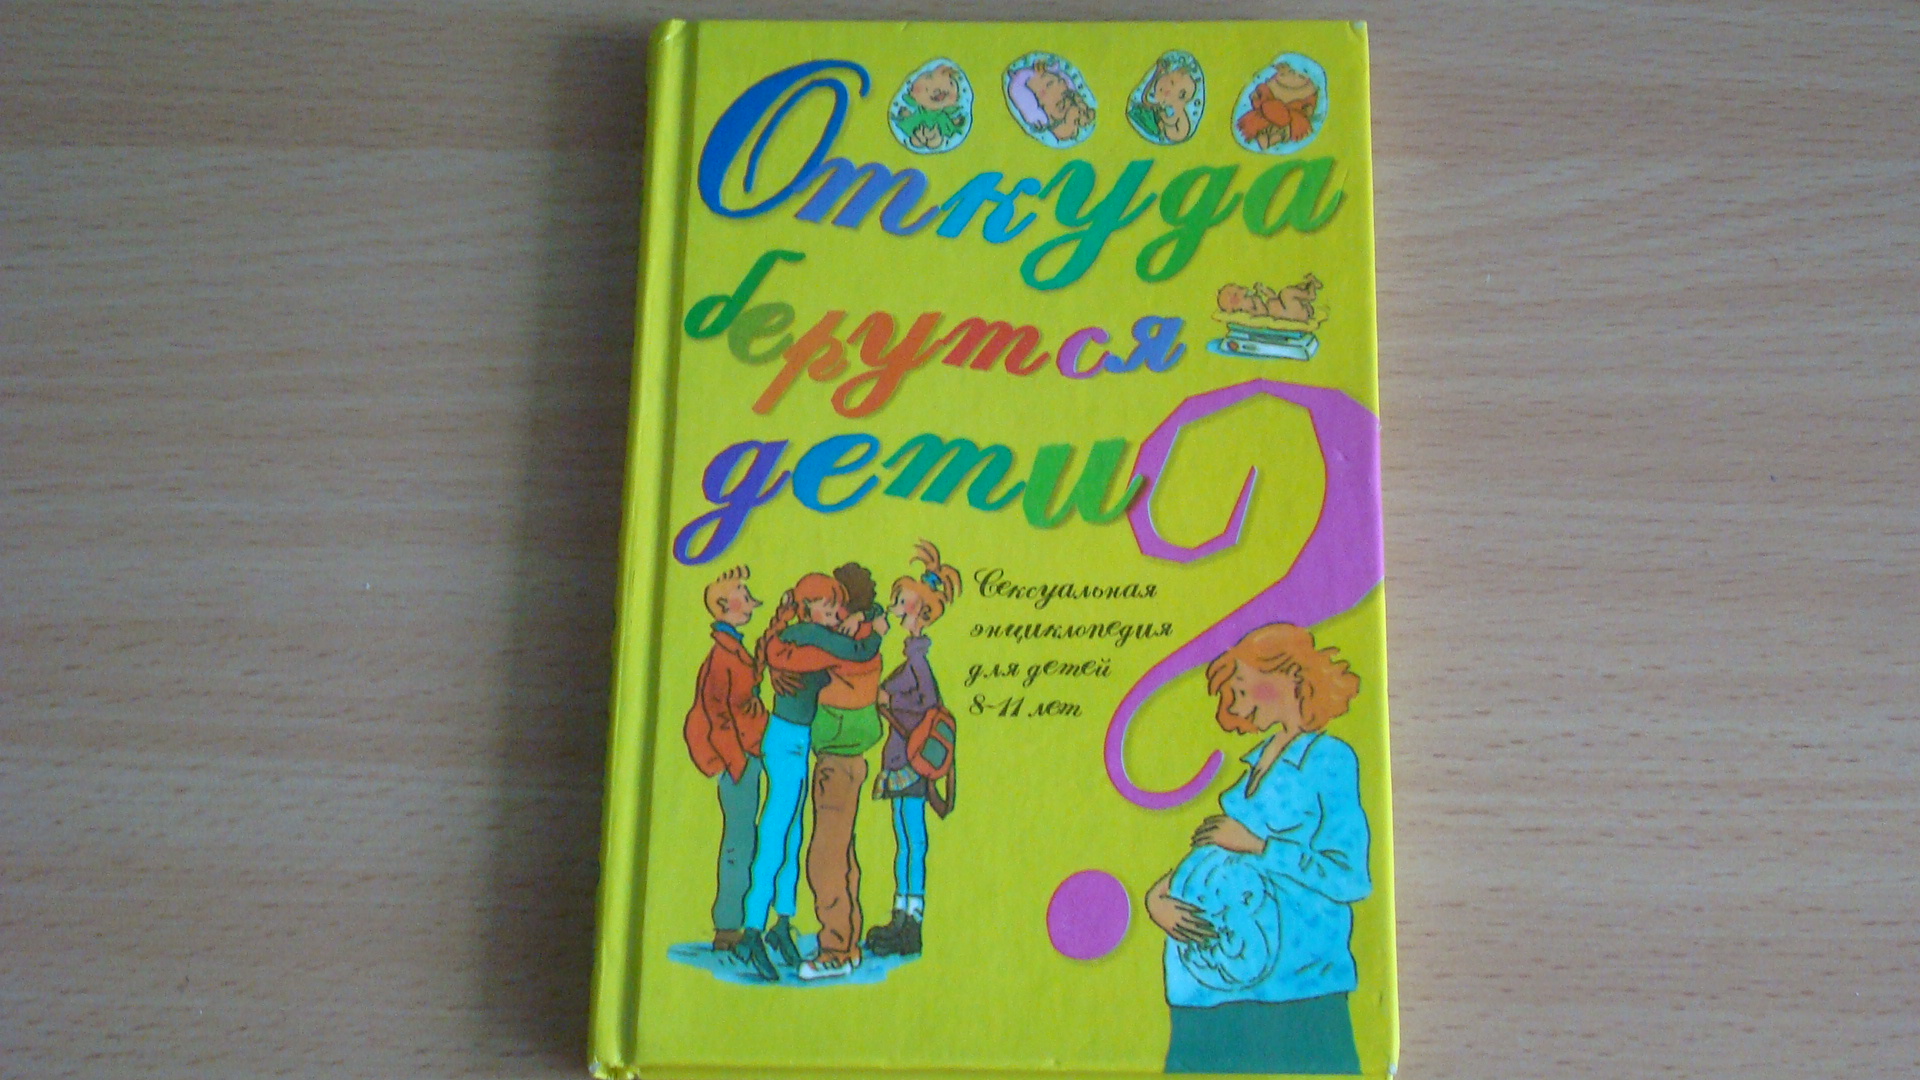 Откуда
берутся
дети?
Сексуальная
энциклопедия
для детей
8-11 лет